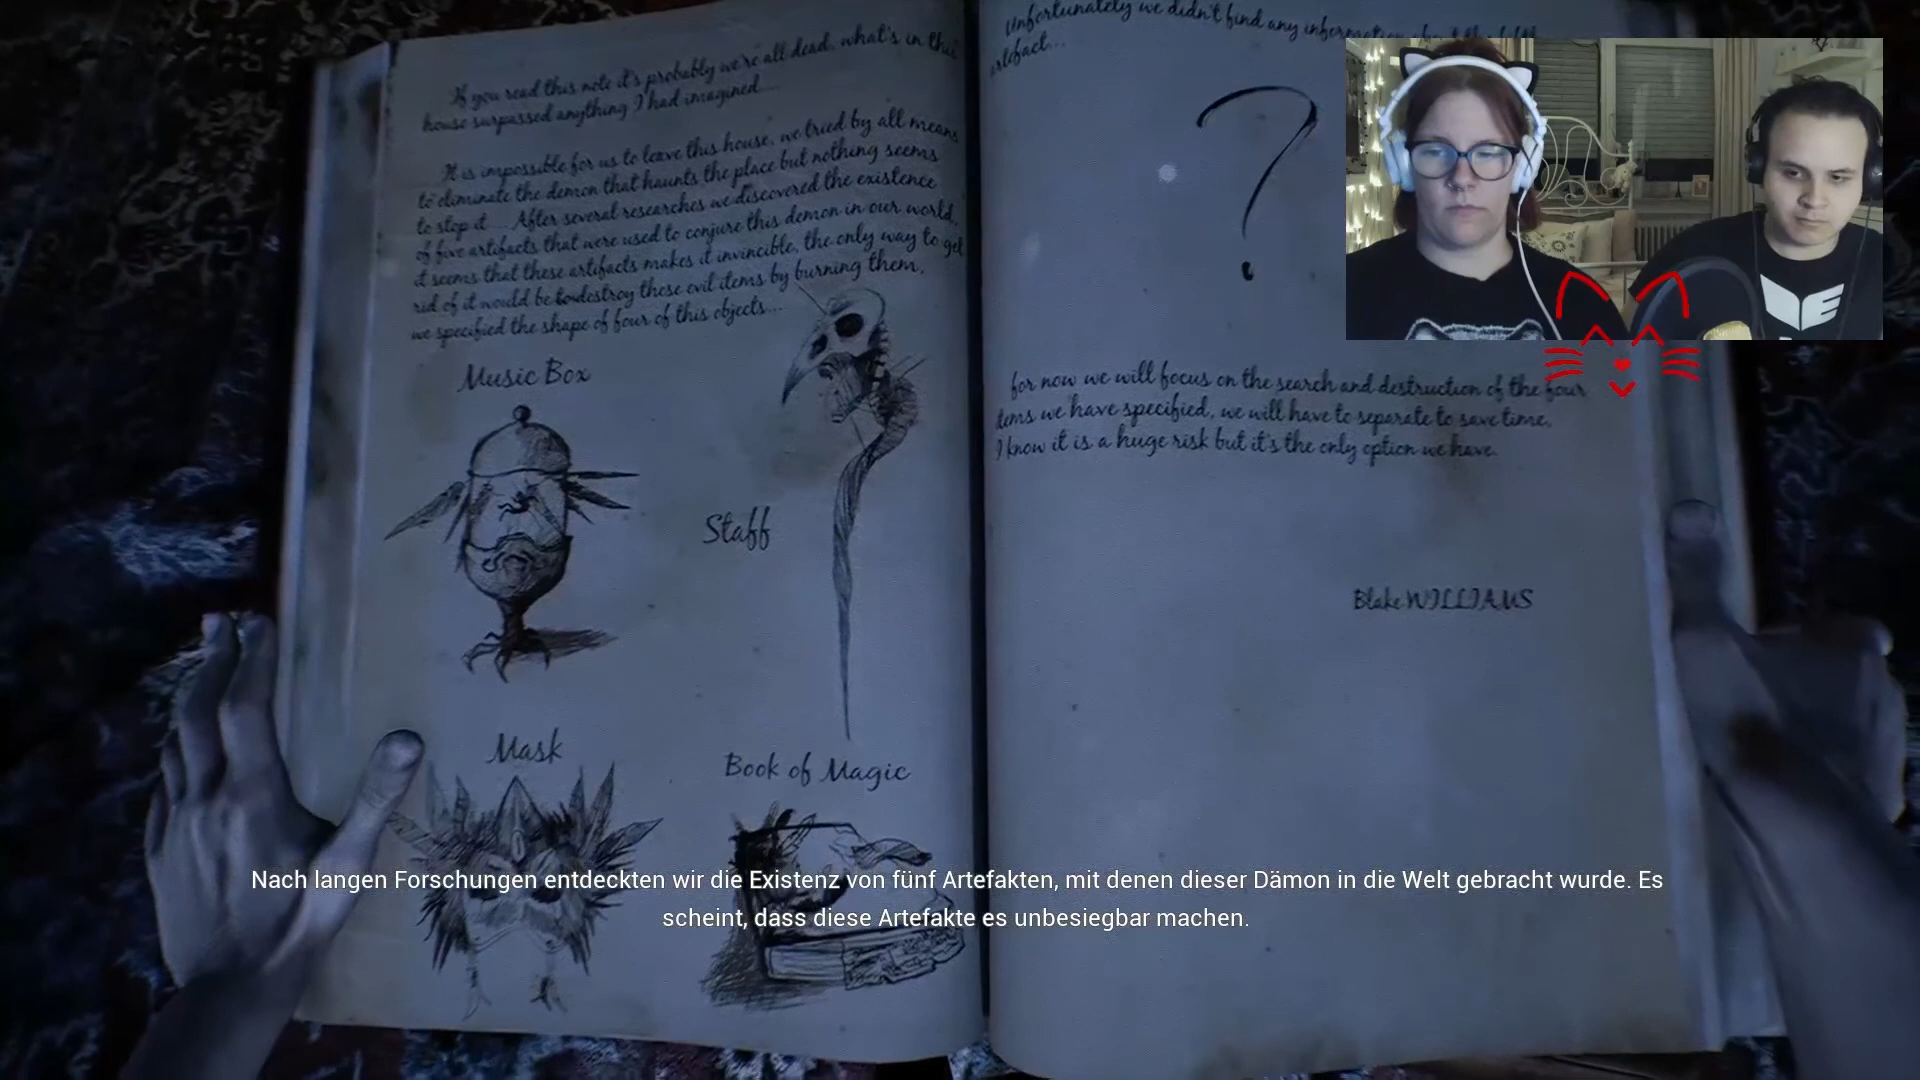 If you read this note it's probably we're all dead, what's in this
house surpassed anything I had imagined...
It is impossible for us to leave this house, we tried by all means
to eliminate the demon that haunts the place but nothing seems
to stop it ... After several researches we discovered the existence
of five artifacts that were used to conjure this demon in our world,
it seems that these artifacts makes it invincible, the only way to get
rid of it would be to destroy these evil items by burning them,
we specified the shape of four of this objects...
Music Box
Staff
Mask
Book of Magic
Unfortunately we didn't find any information about the fifth
artefact...
?
for now we will focus on the search and destruction of the four
items we have specified, we will have to separate to save time,
I know it is a huge risk but it's the only option we have.
Blake WILLIAMS
Nach langen Forschungen entdeckten wir die Existenz von fünf Artefakten, mit denen dieser Dämon in die Welt gebracht wurde. Es
scheint, dass diese Artefakte es unbesiegbar machen.